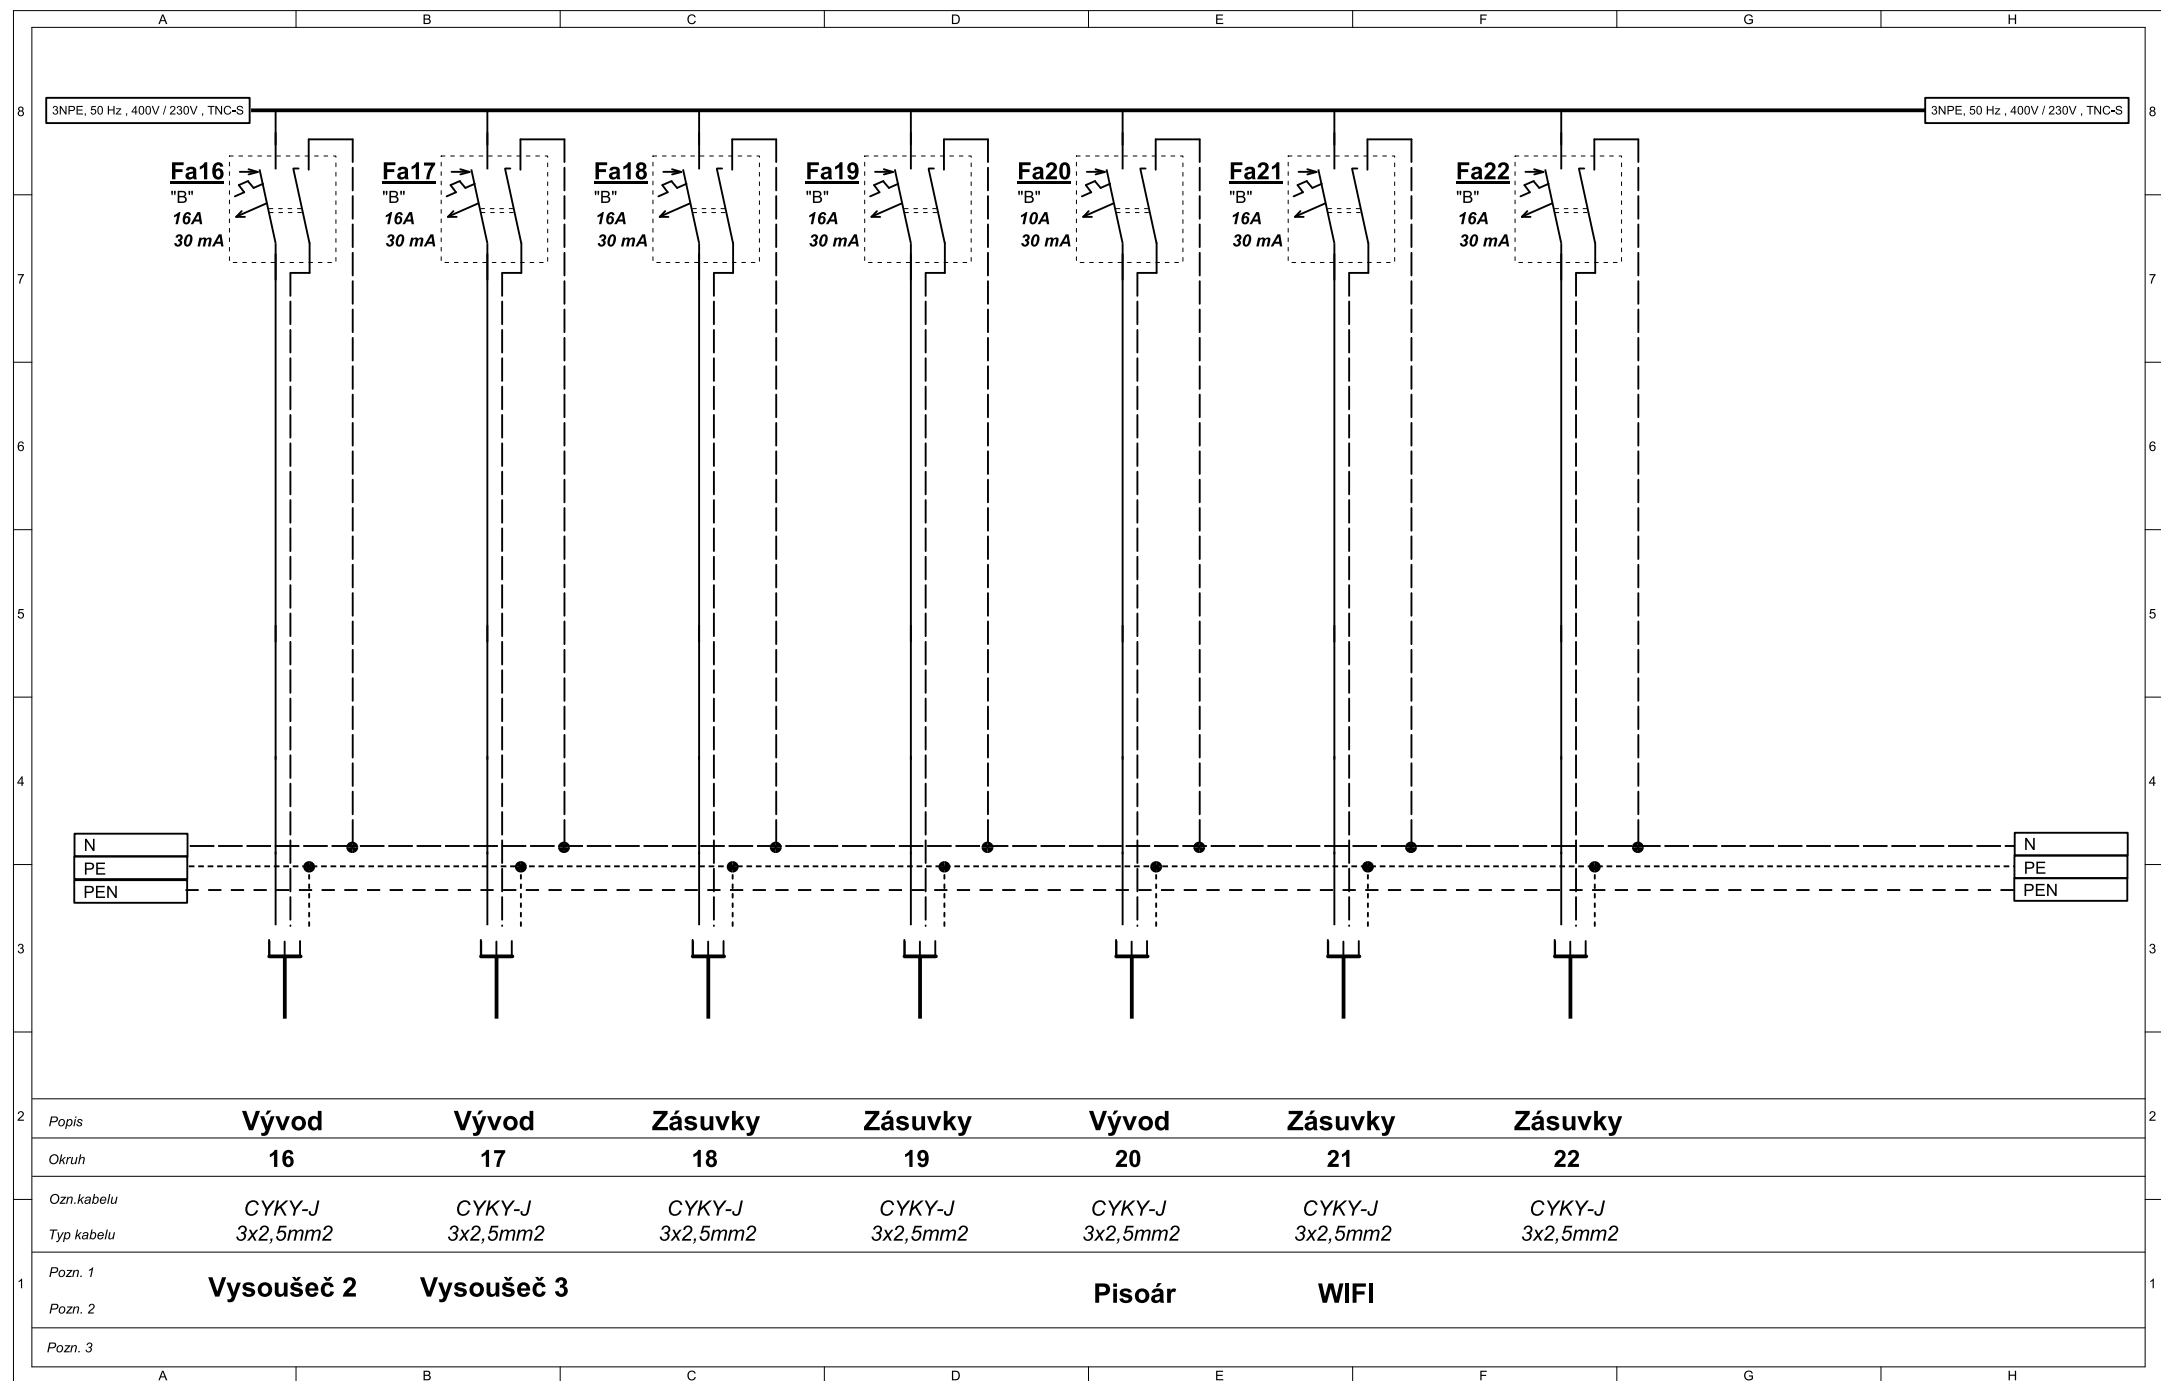 A B C D E F G H
8 3NPE, 50 Hz , 400V / 230V , TNC-S 3NPE, 50 Hz , 400V / 230V , TNC-S 8
Fa16 Fa17 Fa18 Fa19 Fa20 Fa21 Fa22
"B" "B" "B" "B" "B" "B" "B"
16A 16A 16A 16A 10A 16A 16A
30 mA 30 mA 30 mA 30 mA 30 mA 30 mA 30 mA
7 7
6 6
5 5
4 4
N N
PE PE
PEN PEN
3 3
2 Popis Vývod Vývod Zásuvky Zásuvky Vývod Zásuvky Zásuvky 2
Okruh 16 17 18 19 20 21 22
Ozn.kabelu CYKY-J CYKY-J CYKY-J CYKY-J CYKY-J CYKY-J CYKY-J
Typ kabelu 3x2,5mm2 3x2,5mm2 3x2,5mm2 3x2,5mm2 3x2,5mm2 3x2,5mm2 3x2,5mm2
Pozn. 1
1 Vysoušeč 2 Vysoušeč 3 Pisoár WIFI 1
Pozn. 2
Pozn. 3
A B C D E F G H